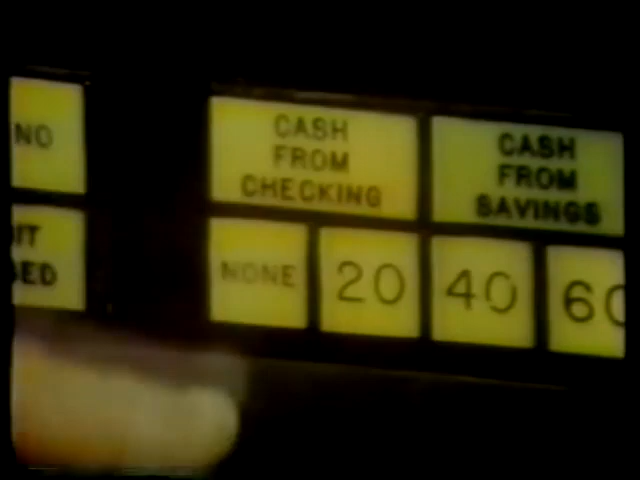 NO
CASH
FROM
CHECKING
CASH
FROM
SAVINGS
NONE
20
40